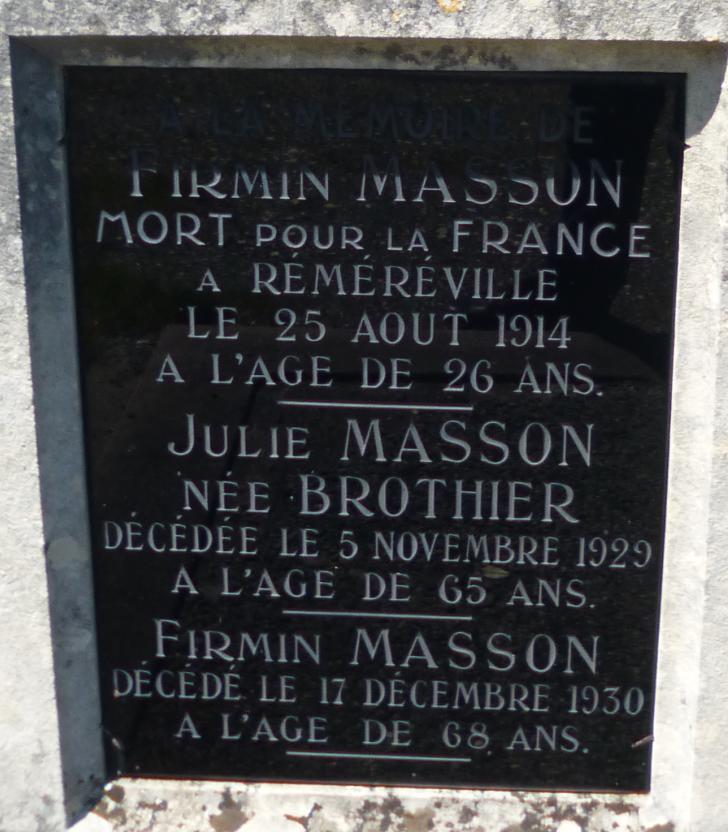 A LA MÉMOIRE DE
FIRMIN MASSON
MORT POUR LA FRANCE
A RÉMÉRÉVILLE
LE 25 AOUT 1914
A L'AGE DE 26 ANS.
JULIE MASSON
NÉE BROTHIER
DÉCÉDÉE LE 5 NOVEMBRE 1929
A L'AGE DE 65 ANS.
FIRMIN MASSON
DÉCÉDÉ LE 17 DÉCEMBRE 1930
A L'AGE DE 68 ANS.